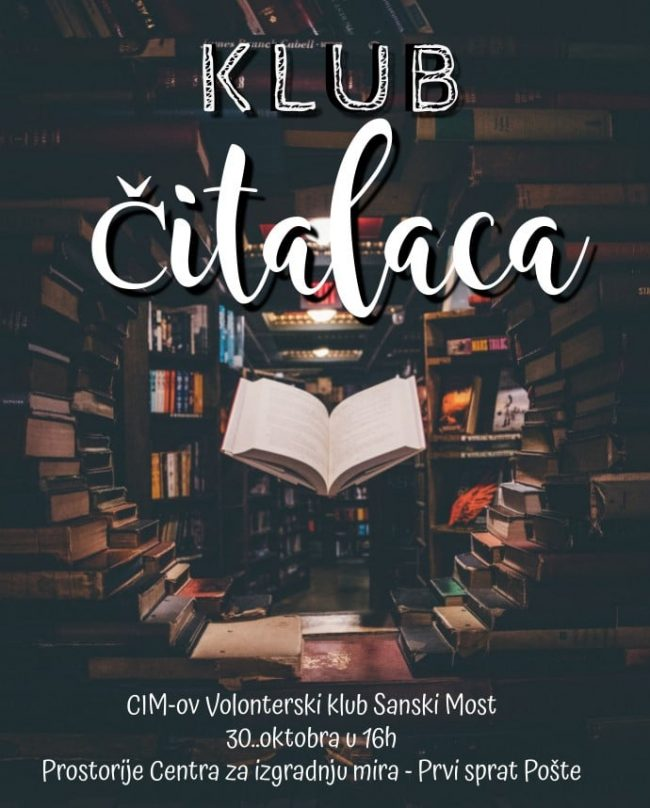 KLUB
Čitalaca
CIM-ov Volonterski klub Sanski Most
30..oktobra u 16h
Prostorije Centra za izgradnju mira - Prvi sprat Pošte